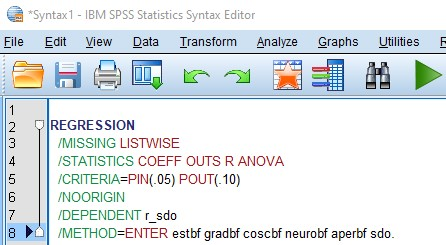 *Syntax1 - IBM SPSS Statistics Syntax Editor
File Edit View Data Transform Analyze Graphs Utilities
1
2 REGRESSION
3 /MISSING LISTWISE
4 /STATISTICS COEFF OUTS R ANOVA
5 /CRITERIA=PIN(.05) POUT(.10)
6 /NOORIGIN
7 /DEPENDENT r_sdo
8 /METHOD=ENTER estbf gradbf coscbf neurobf aperbf sdo.